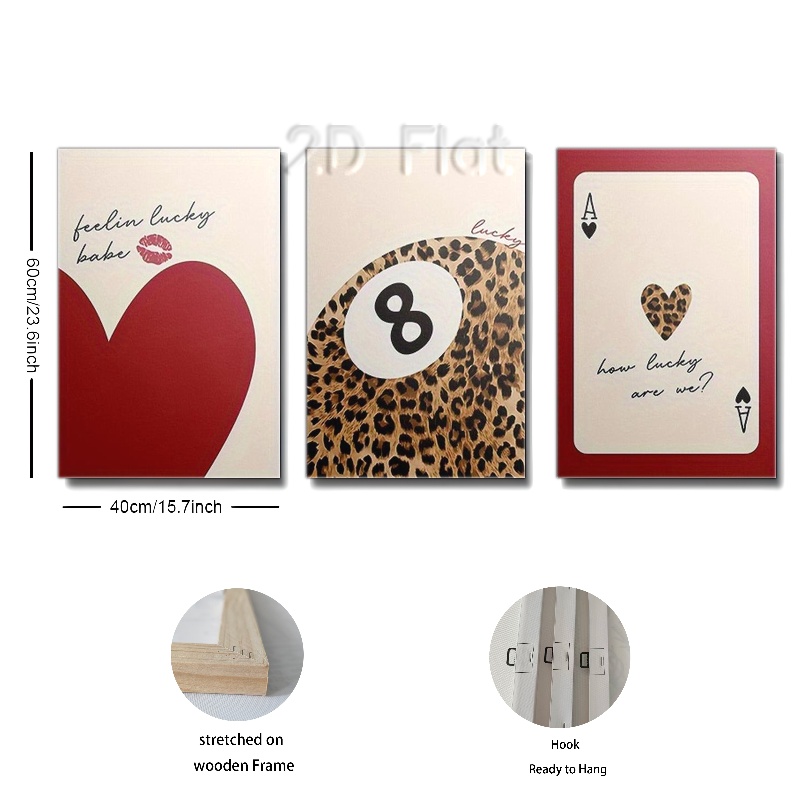 2.D Flat
feelin lucky
babe
lucky
8
A
how lucky
are we?
A
60cm/23.6inch
40cm/15.7inch
stretched on
wooden Frame
Hook
Ready to Hang